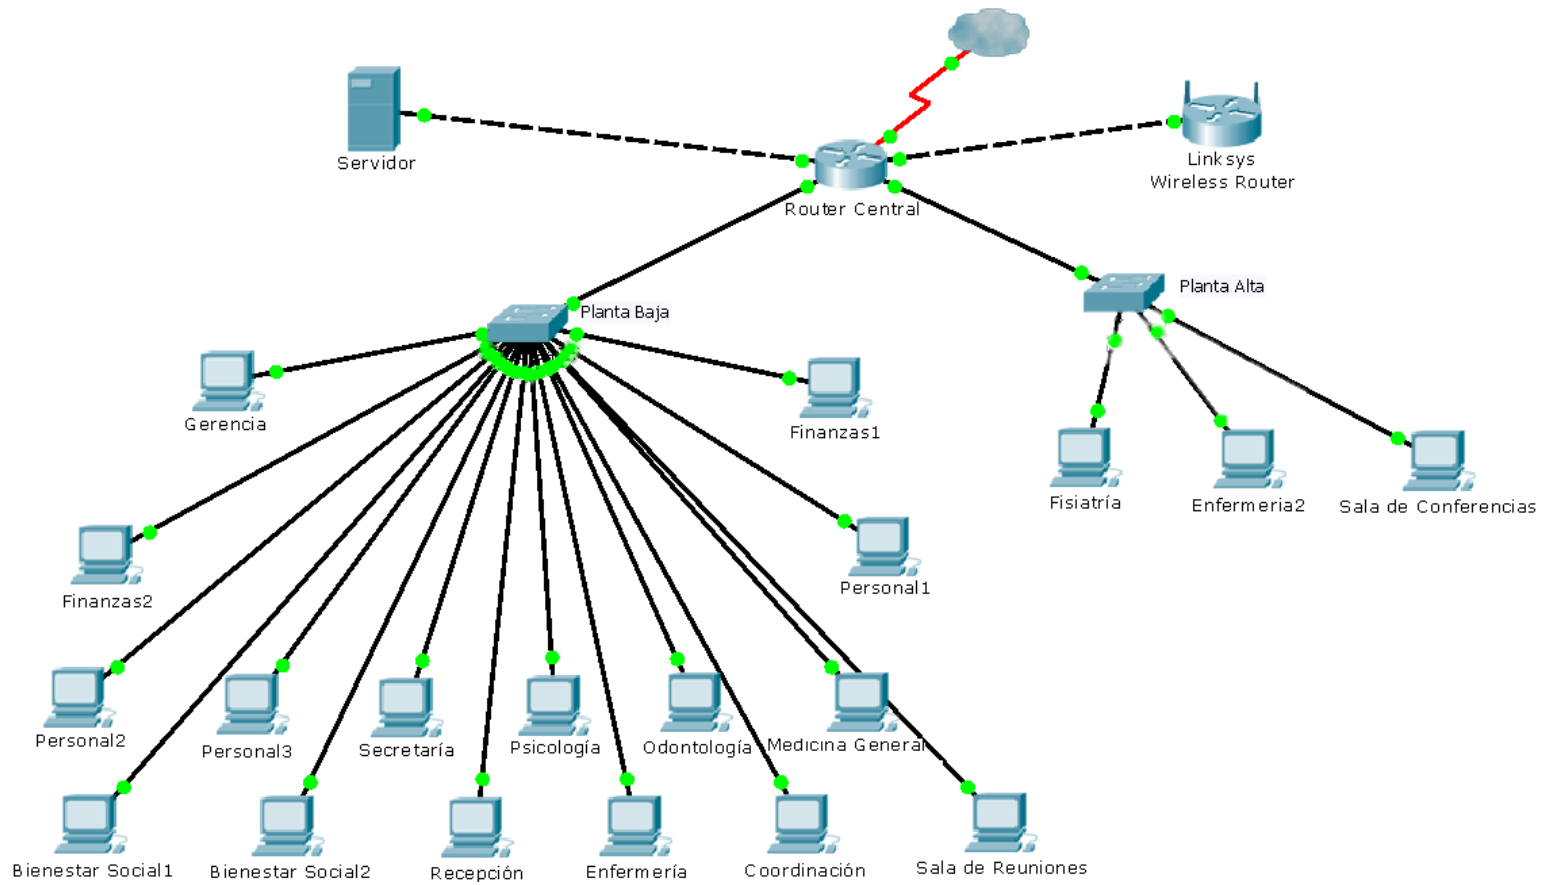 Servidor
Linksys
Wireless Router
Router Central
Planta Alta
Planta Baja
Gerencia
Finanzas1
Fisiatría
Enfermeria2
Sala de Conferencias
Finanzas2
Personal1
Personal2
Personal3
Secretaría
Psicología
Odontología
Medicina General
Bienestar Social1
Bienestar Social2
Recepción
Enfermería
Coordinación
Sala de Reuniones